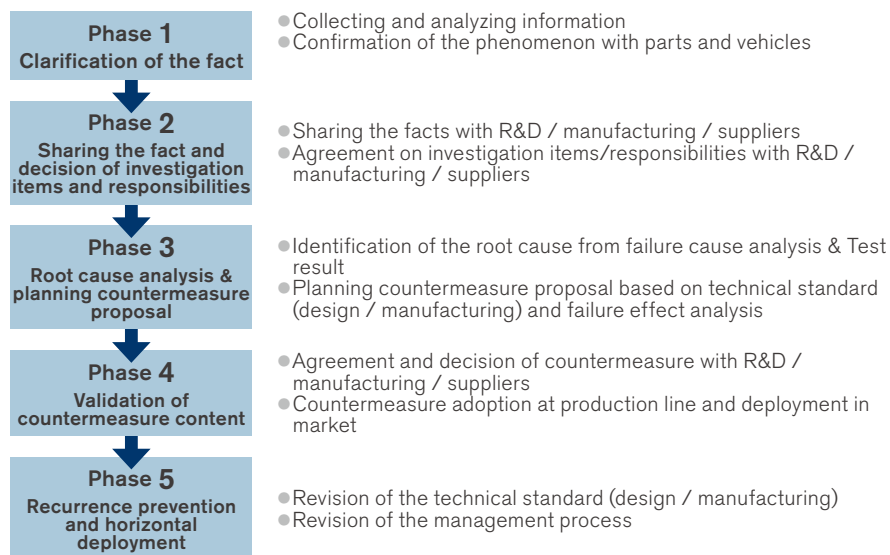 Phase 1
Clarification of the fact
●Collecting and analyzing information
●Confirmation of the phenomenon with parts and vehicles
Phase 2
Sharing the fact and
decision of investigation
items and responsibilities
●Sharing the facts with R&D / manufacturing / suppliers
●Agreement on investigation items/responsibilities with R&D /
manufacturing / suppliers
Phase 3
Root cause analysis &
planning countermeasure
proposal
●Identification of the root cause from failure cause analysis & Test
result
●Planning countermeasure proposal based on technical standard
(design / manufacturing) and failure effect analysis
Phase 4
Validation of
countermeasure content
●Agreement and decision of countermeasure with R&D /
manufacturing / suppliers
●Countermeasure adoption at production line and deployment in
market
Phase 5
Recurrence prevention
and horizontal
deployment
●Revision of the technical standard (design / manufacturing)
●Revision of the management process